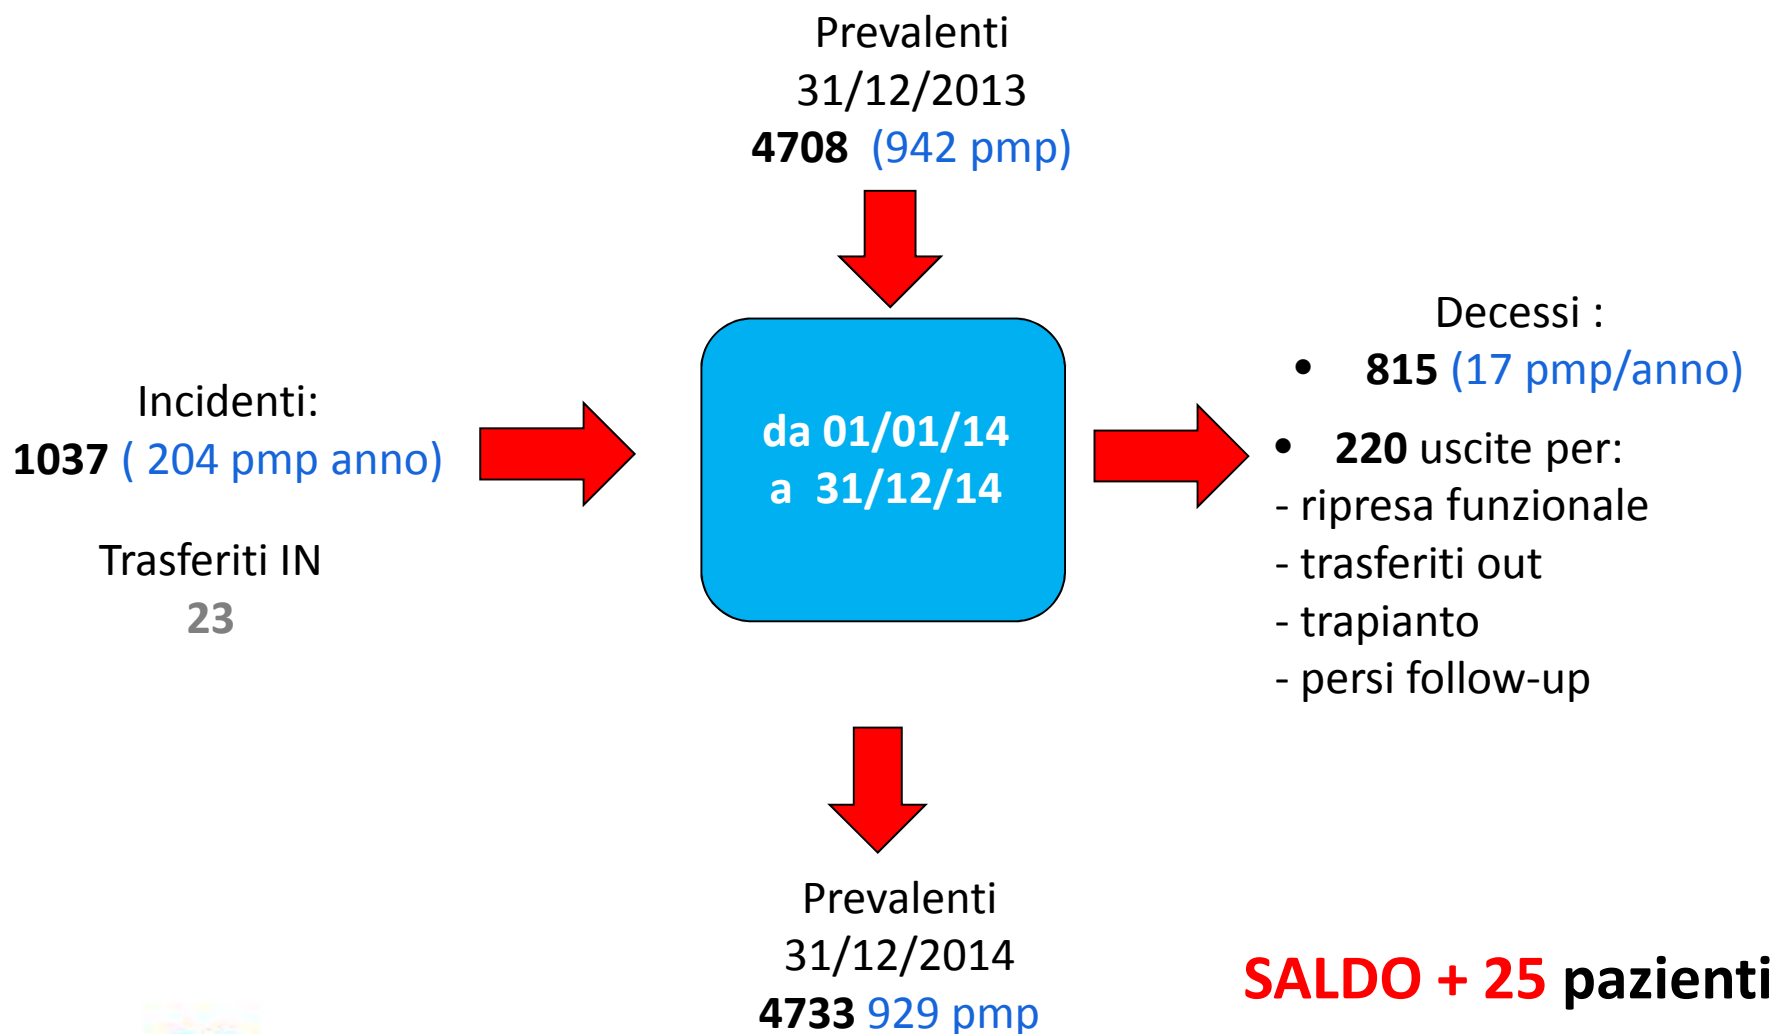 Prevalenti
31/12/2013
4708 (942 pmp)
Incidenti:
1037 ( 204 pmp anno)
Trasferiti IN
23
da 01/01/14
a 31/12/14
Decessi :
• 815 (17 pmp/anno)
• 220 uscite per:
- ripresa funzionale
- trasferiti out
- trapianto
- persi follow-up
Prevalenti
31/12/2014
4733 929 pmp
SALDO + 25 pazienti